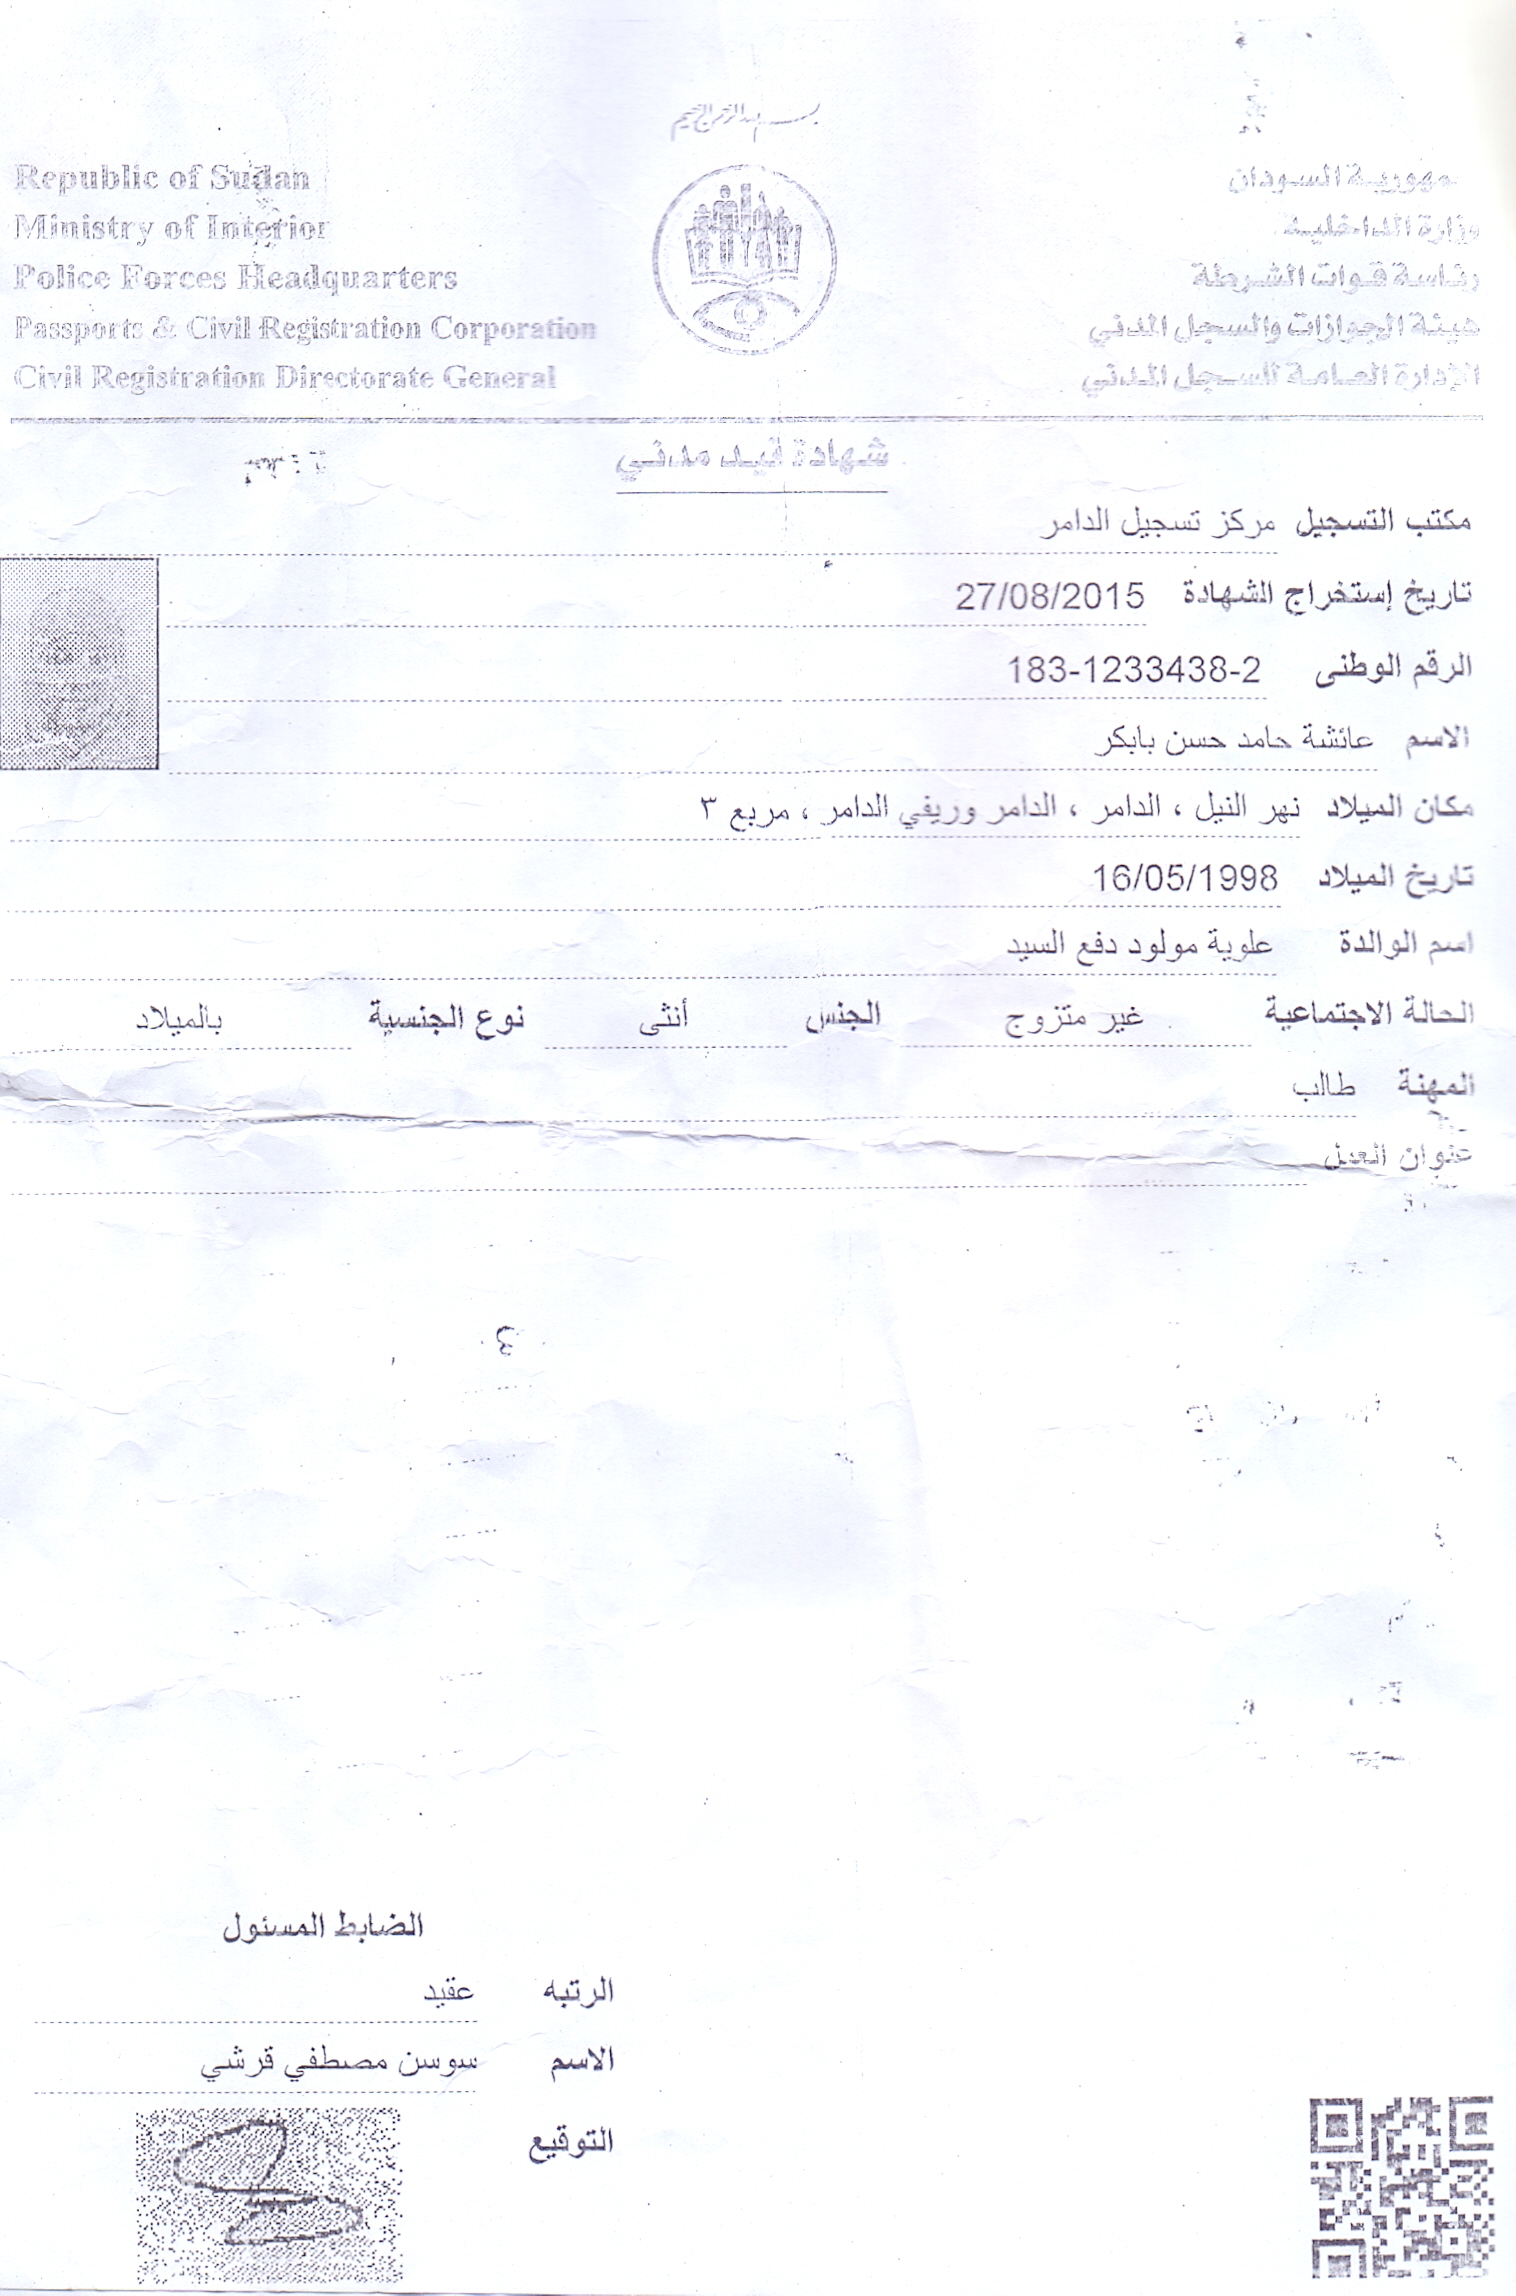 بسم الله الرحمن الرحيم
Republic of Sudan
Ministry of Interior
Police Forces Headquarters
Passports & Civil Registration Corporation
Civil Registration Directorate General
جمهورية السودان
وزارة الداخلية
رئاسة قوات الشرطة
هيئة الجوازات والسجل المدني
الإدارة العامة للسجل المدني
شهادة قيد مدني
مكتب التسجيل مركز تسجيل الدامر
تاريخ إستخراج الشهادة 27/08/2015
الرقم الوطنى 183-1233438-2
الاسم عائشة حامد حسن بابكر
مكان الميلاد نهر النيل ، الدامر ، الدامر وريفي الدامر ، مربع ٣
تاريخ الميلاد 16/05/1998
اسم الوالدة علوية مولود دفع السيد
الحالة الاجتماعية غير متزوج الجنس أنثى نوع الجنسية بالميلاد
المهنة طالب
عنوان العمل
الضابط المسئول
الرتبه عقيد
الاسم سوسن مصطفي قرشي
التوقيع